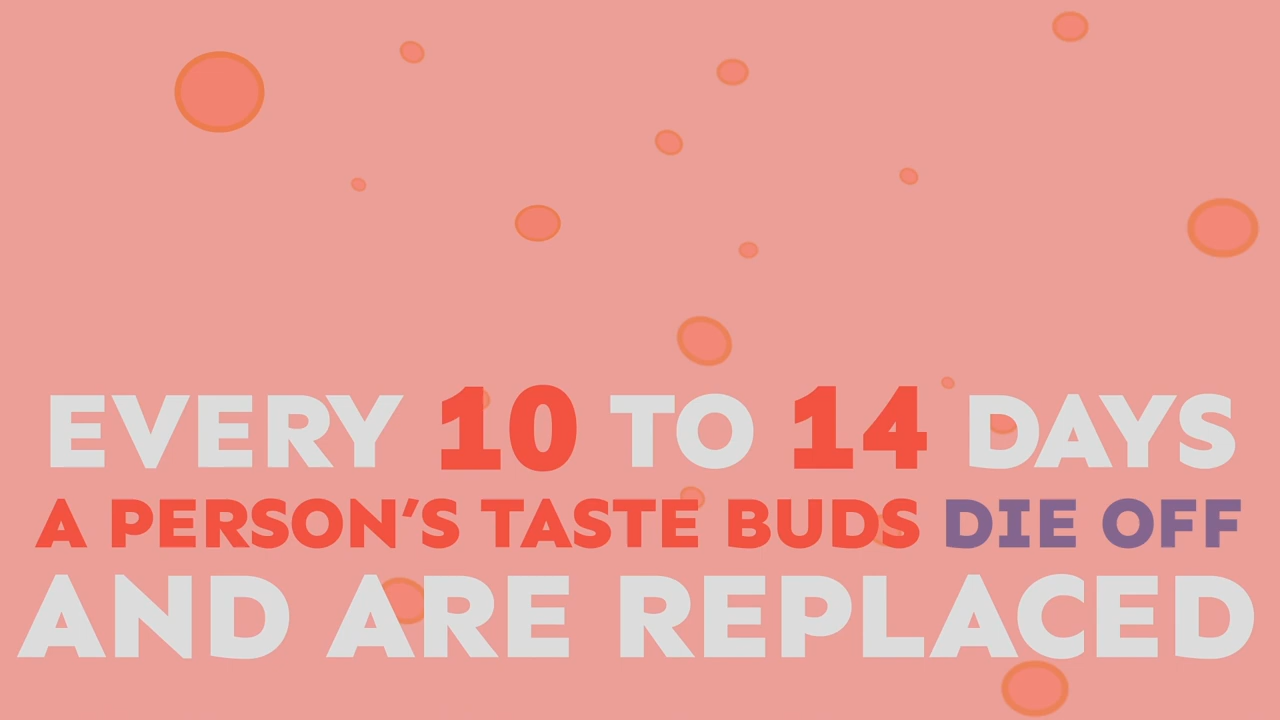 EVERY 10 TO 14 DAYS
A PERSON'S TASTE BUDS DIE OFF
AND ARE REPLACED